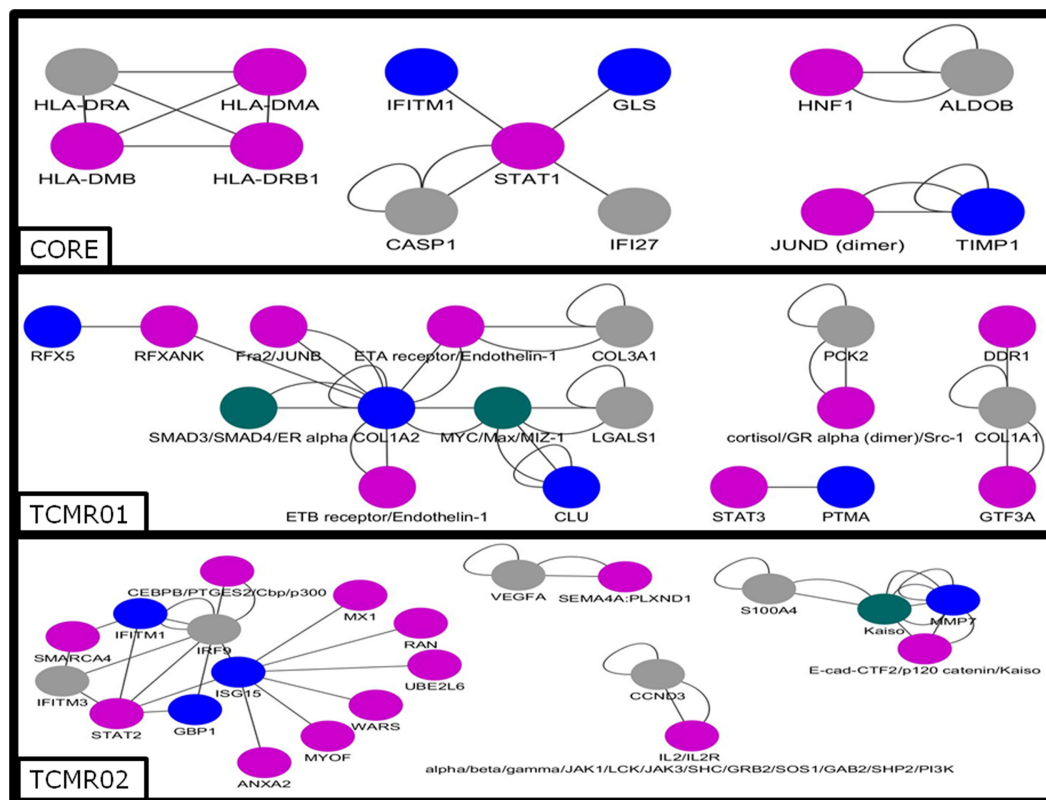 HLA-DRA
HLA-DMA
IFITM1
GLS
HNF1
ALDOB
HLA-DMB
HLA-DRB1
STAT1
CASP1
IFI27
JUND (dimer)
TIMP1
CORE
RFX5
RFXANK
Fra2/JUNB
ETA receptor/Endothelin-1
COL3A1
PCK2
DDR1
SMAD3/SMAD4/ER alpha
COL1A2
MYC/Max/MIZ-1
LGALS1
cortisol/GR alpha (dimer)/Src-1
COL1A1
ETB receptor/Endothelin-1
CLU
STAT3
PTMA
GTF3A
TCMR01
CEBPB/PTGES2/Cbp/p300
VEGFA
SEMA4A:PLXND1
S100A4
Kaiso
MMP7
MX1
IFITM1
IRF9
RAN
SMARCA4
E-cad-CTF2/p120 catenin/Kaiso
UBE2L6
ISG15
CCND3
IFITM3
WARS
STAT2
GBP1
MYOF
IL2/IL2R
alpha/beta/gamma/JAK1/LCK/JAK3/SHC/GRB2/SOS1/GAB2/SHP2/PI3K
ANXA2
TCMR02